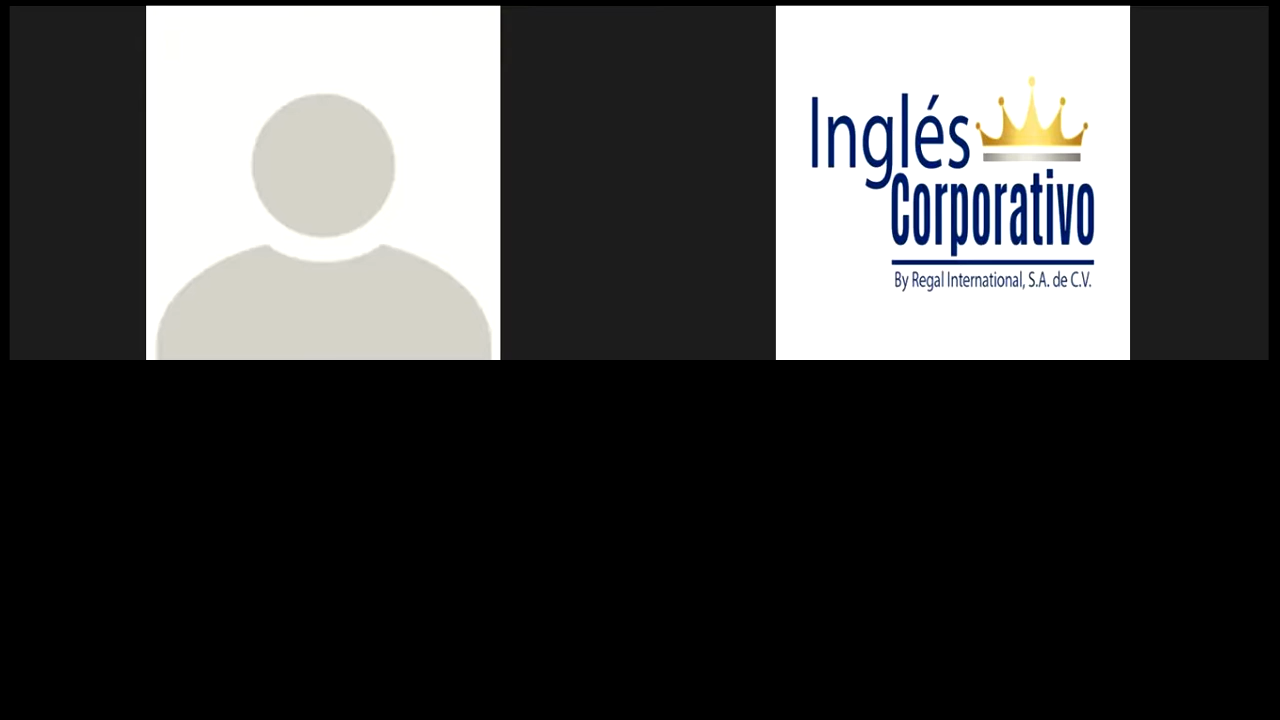 Inglés
Corporativo
By Regal International, S.A. de C.V.